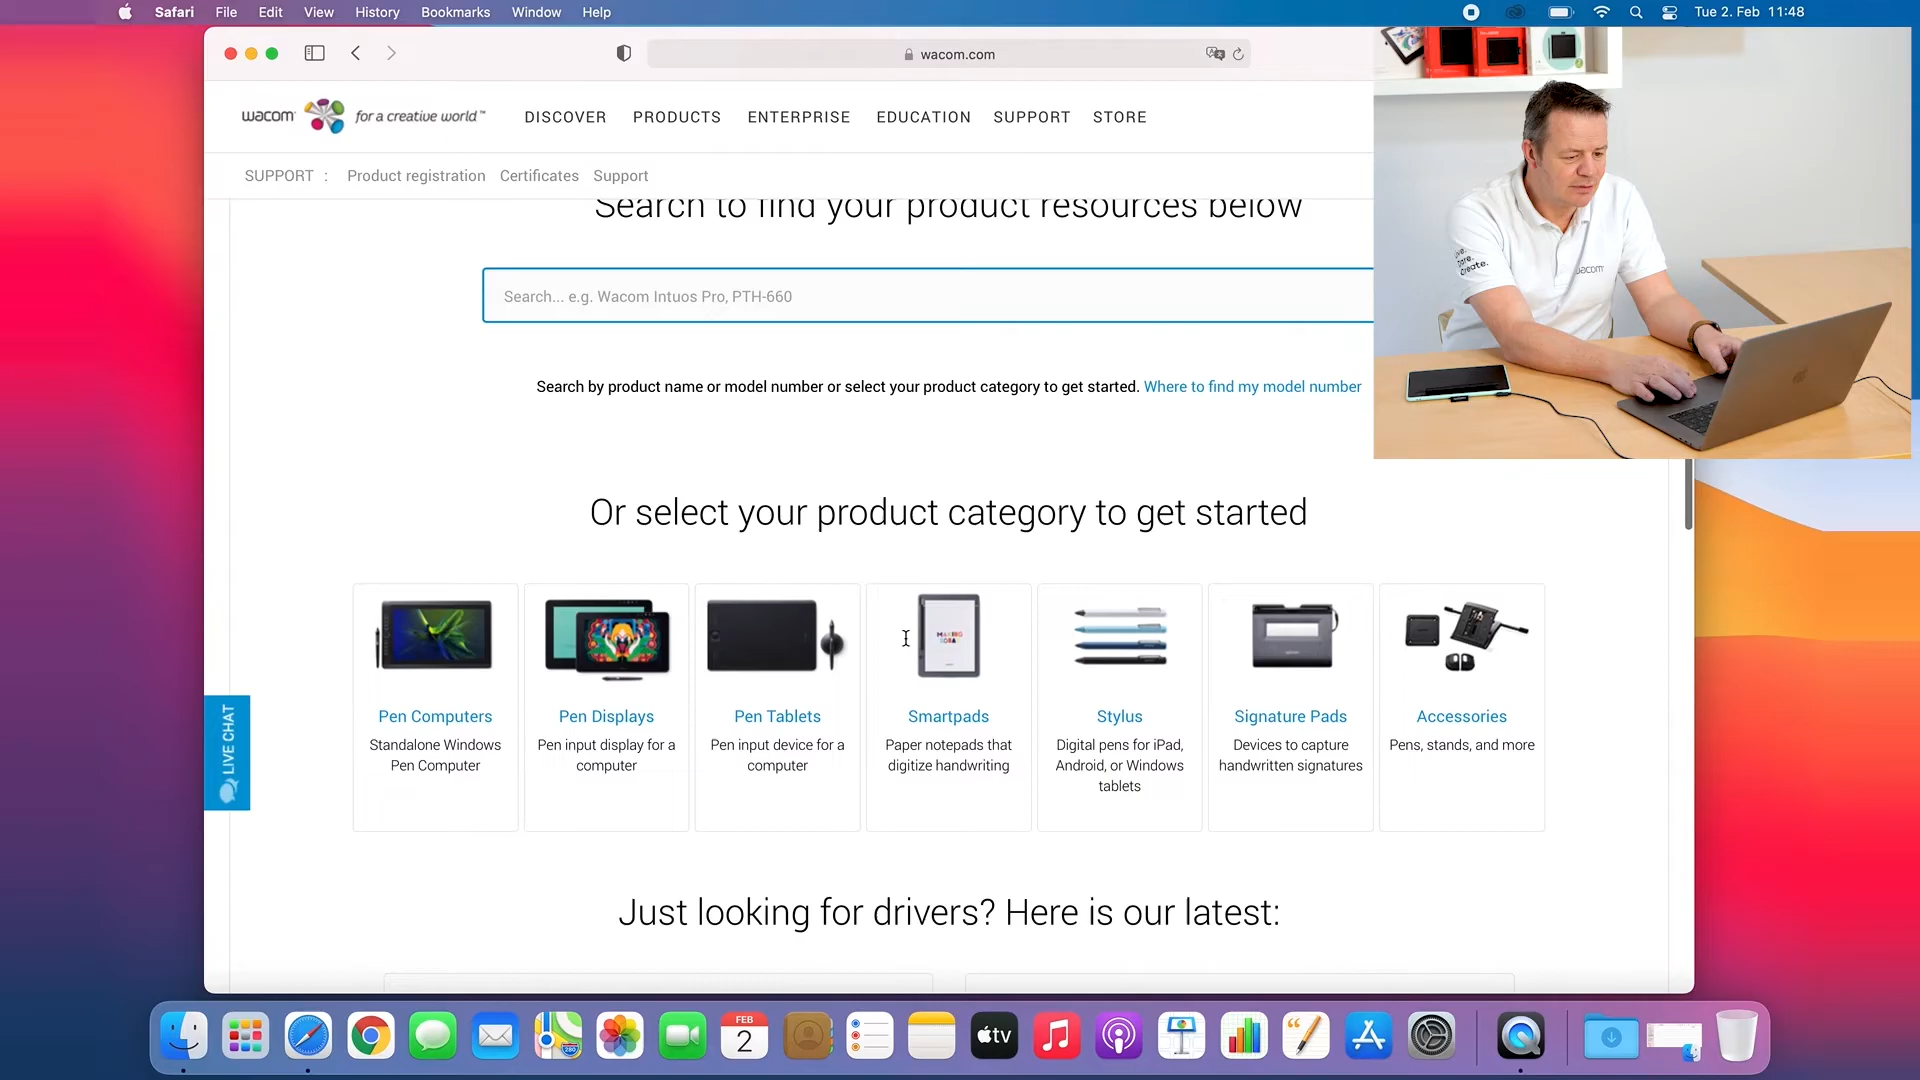 Safari File Edit View History Bookmarks Window Help
Tue 2. Feb 11:48
wacom.com
wacom for a creative world™
DISCOVER PRODUCTS ENTERPRISE EDUCATION SUPPORT STORE
SUPPORT : Product registration Certificates Support
Search to find your product resources below
Search... e.g. Wacom Intuos Pro, PTH-660
Search by product name or model number or select your product category to get started. Where to find my model number
Or select your product category to get started
Pen Computers
Standalone Windows
Pen Computer
Pen Displays
Pen input display for a
computer
Pen Tablets
Pen input device for a
computer
Smartpads
Paper notepads that
digitize handwriting
Stylus
Digital pens for iPad,
Android, or Windows
tablets
Signature Pads
Devices to capture
handwritten signatures
Accessories
Pens, stands, and more
LIVE CHAT
Just looking for drivers? Here is our latest:
FEB
2
tv
280
create.
wacom